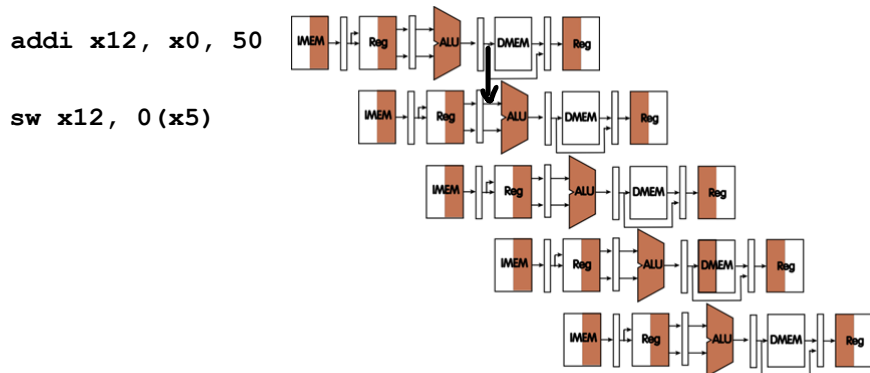 addi x12, x0, 50
IMEM Reg ALU DMEM Reg
sw x12, 0(x5)
IMEM Reg ALU DMEM Reg
IMEM Reg ALU DMEM Reg
IMEM Reg ALU DMEM Reg
IMEM Reg ALU DMEM Reg